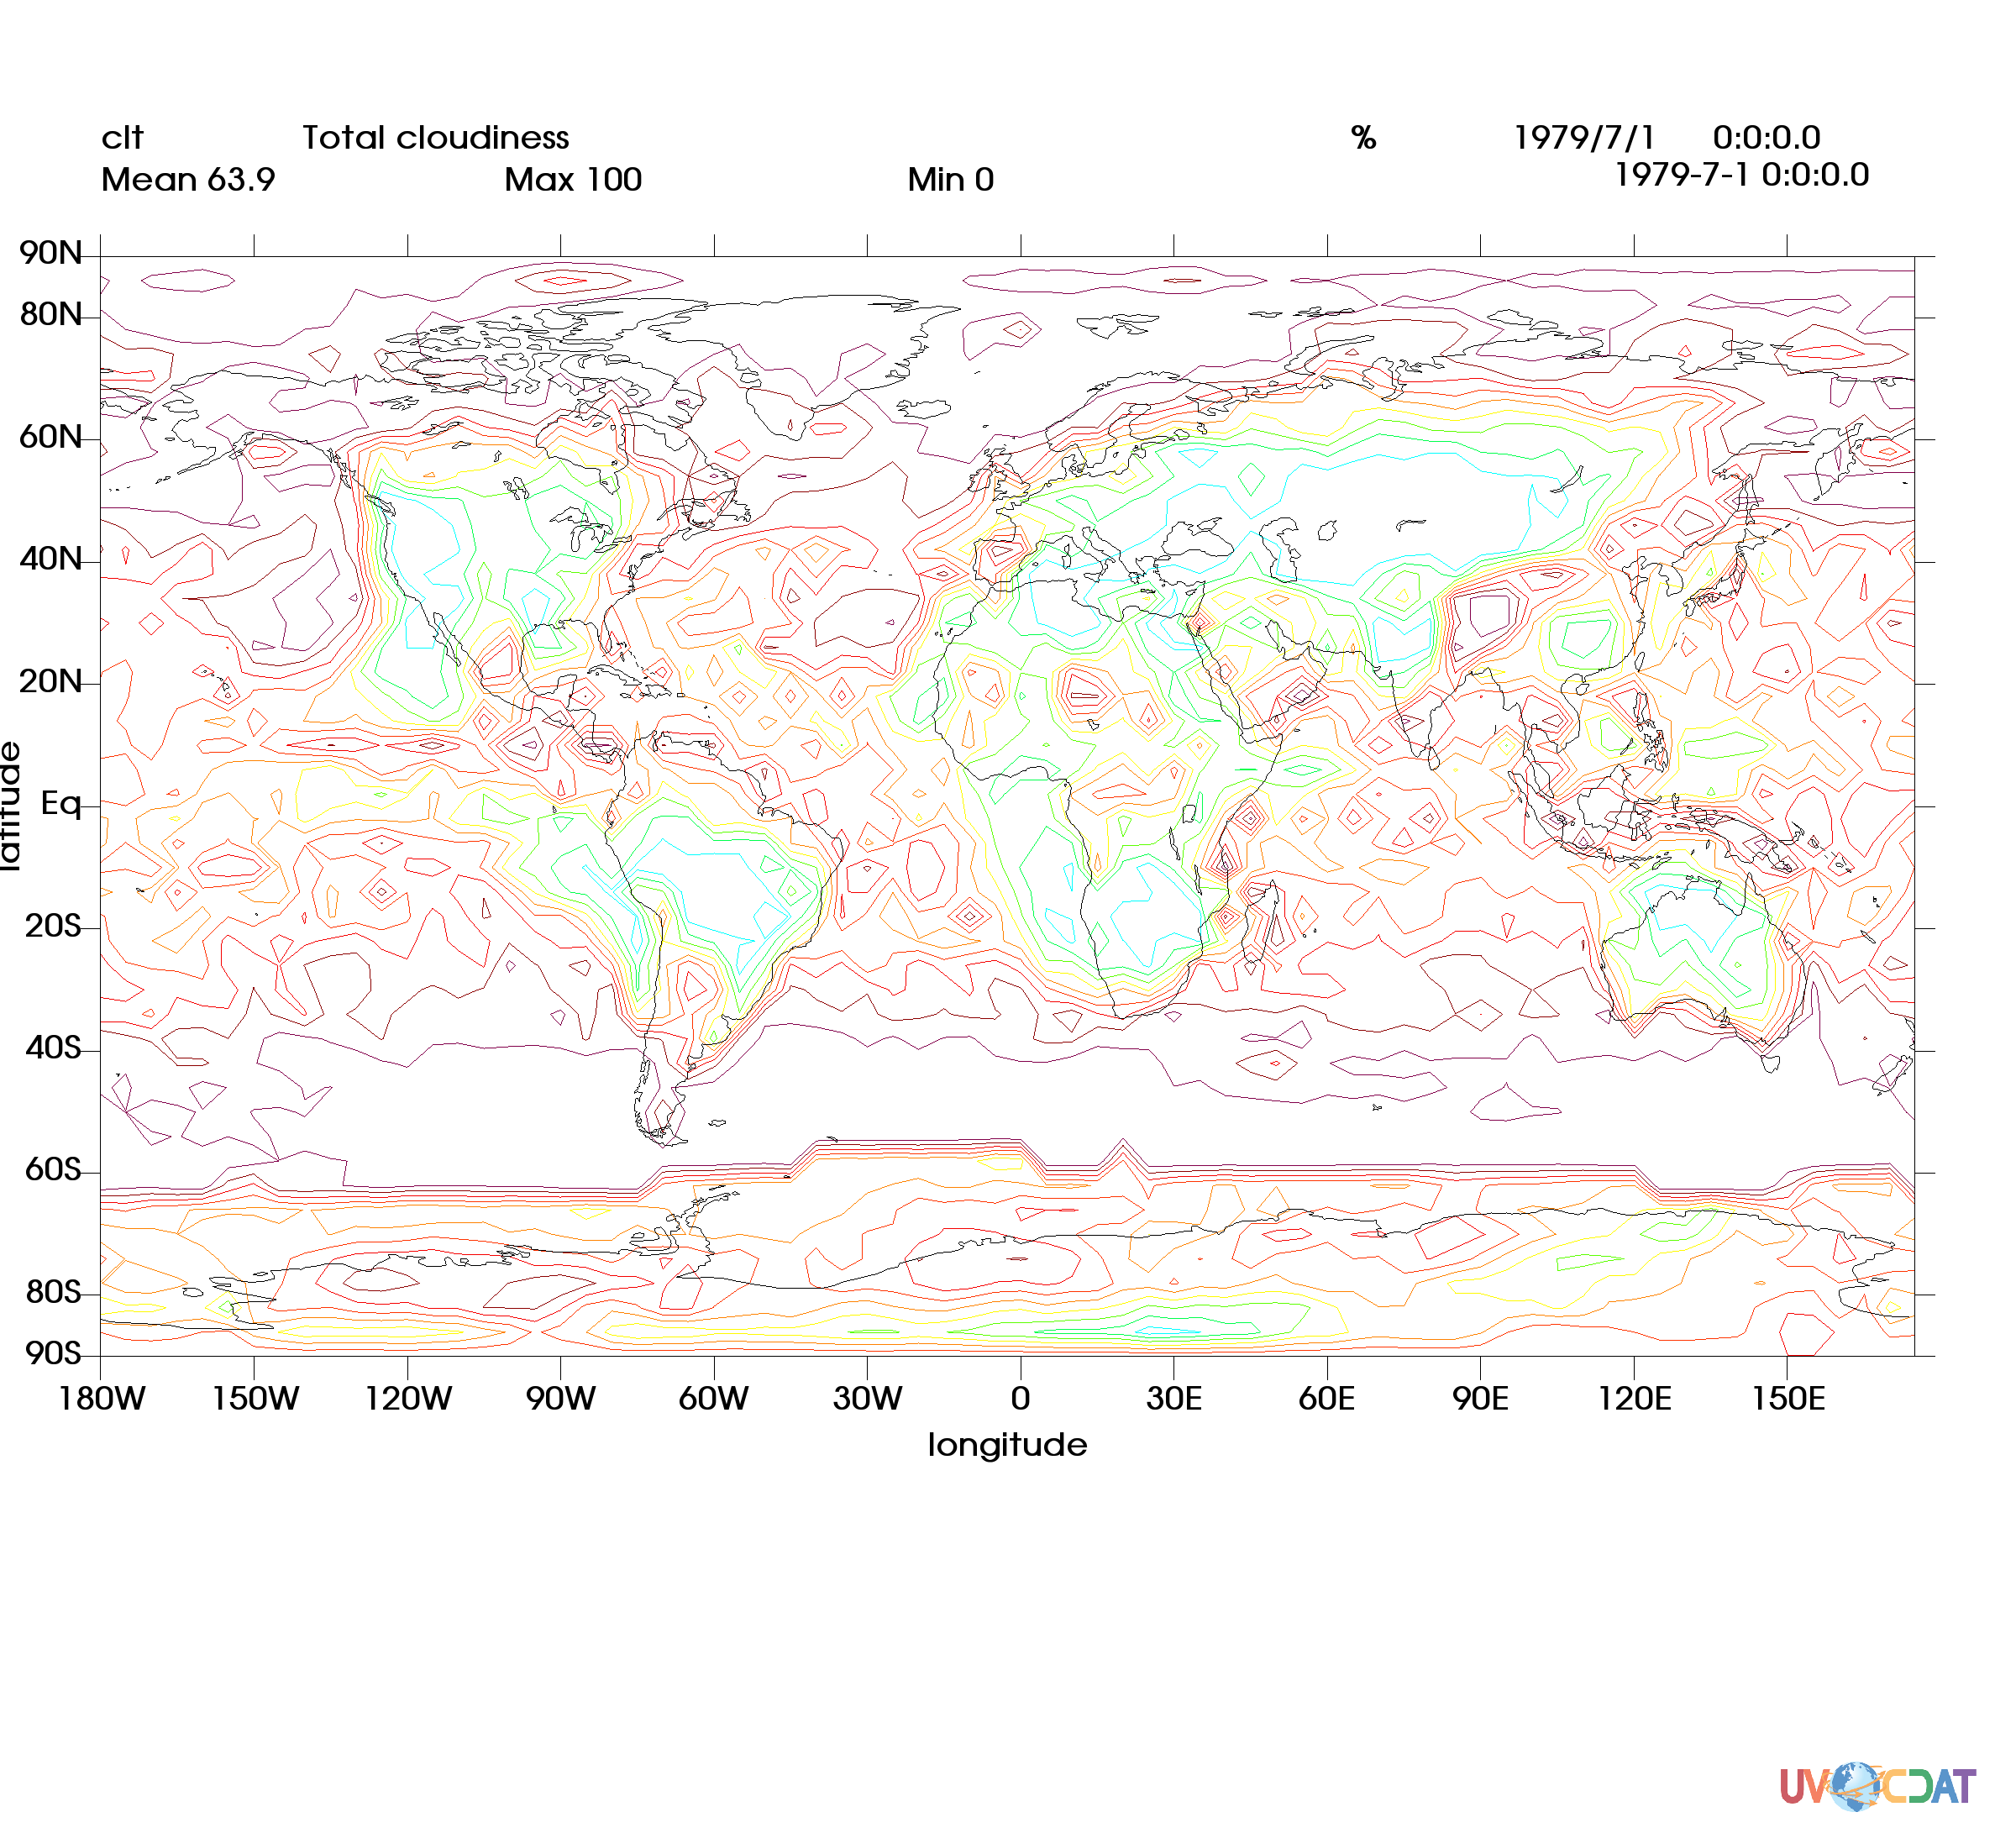 clt Total cloudiness % 1979/7/1 0:0:0.0
Mean 63.9 Max 100 Min 0 1979-7-1 0:0:0.0
90N
80N
60N
40N
20N
Eq
20S
40S
60S
80S
90S
latitude
180W 150W 120W 90W 60W 30W 0 30E 60E 90E 120E 150E
longitude
UV CDAT